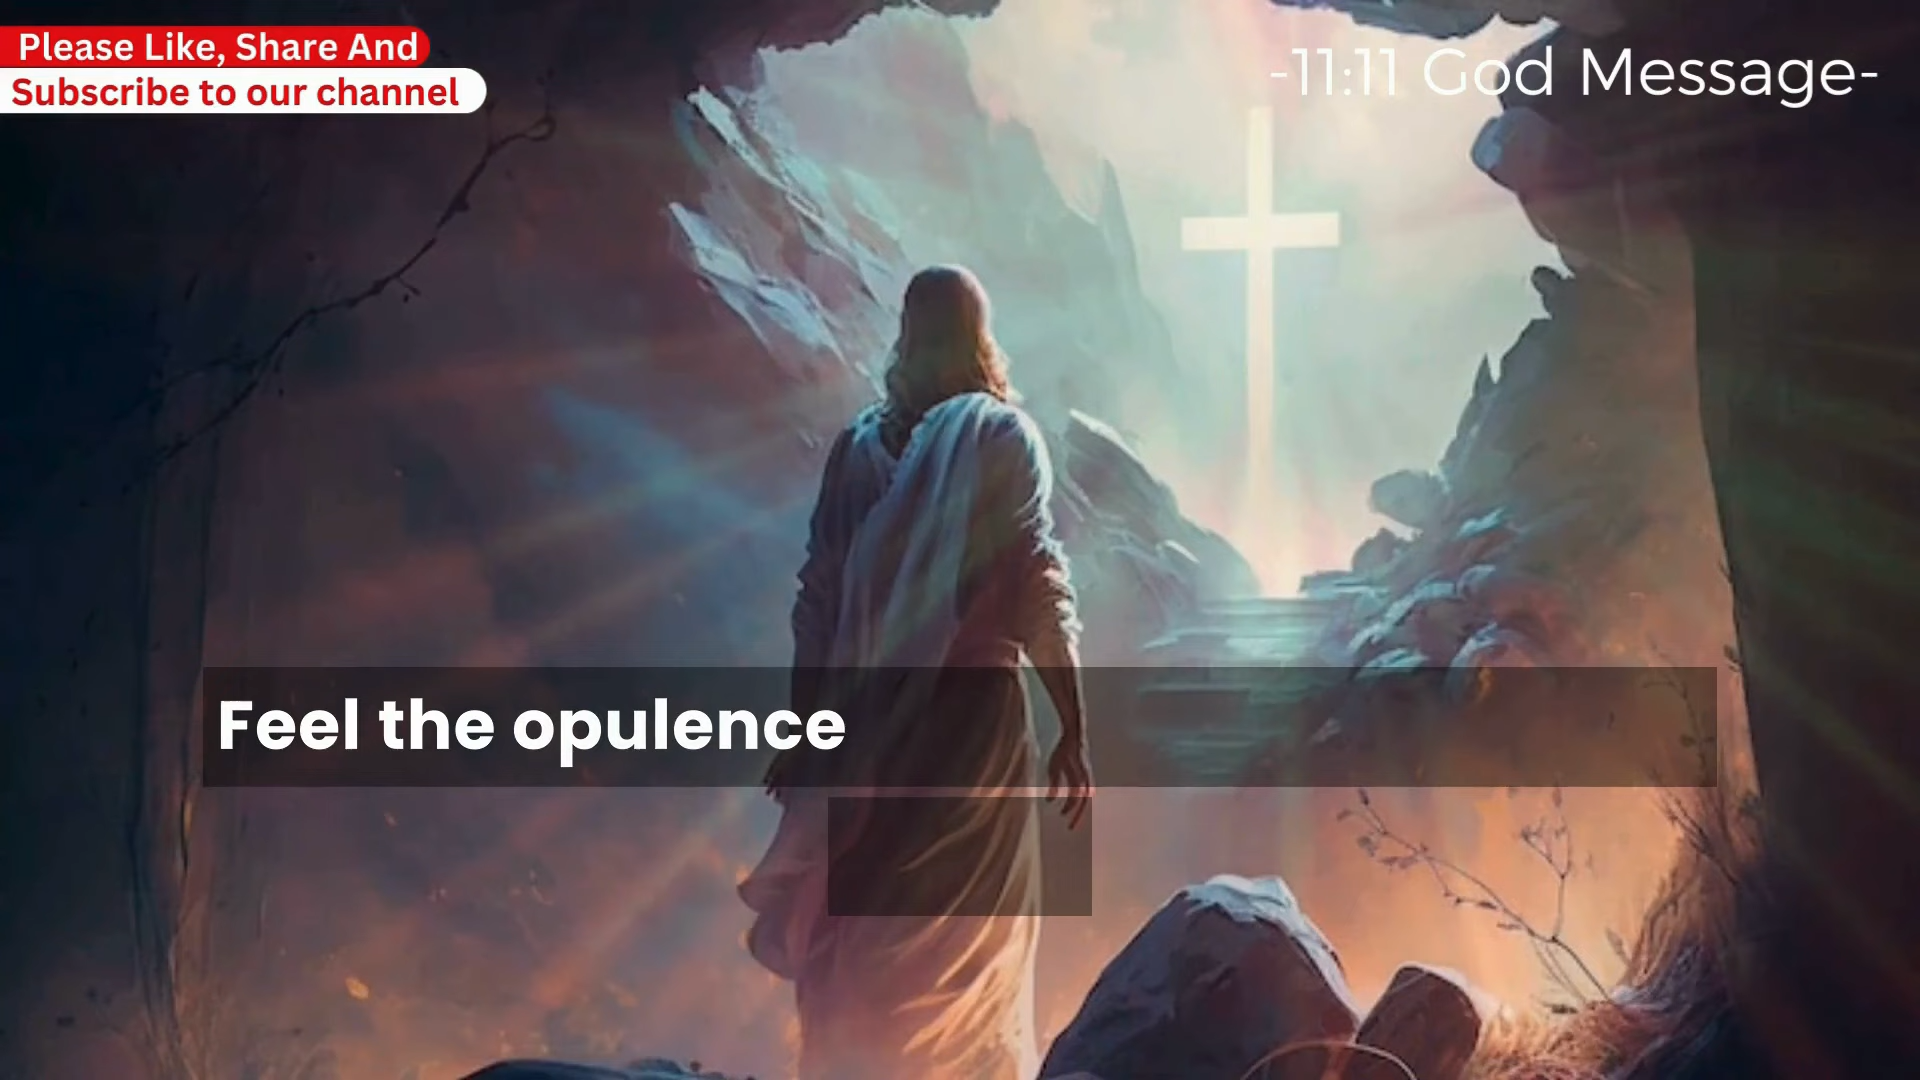 Please Like, Share And
Subscribe to our channel
-11:11 God Message-
Feel the opulence